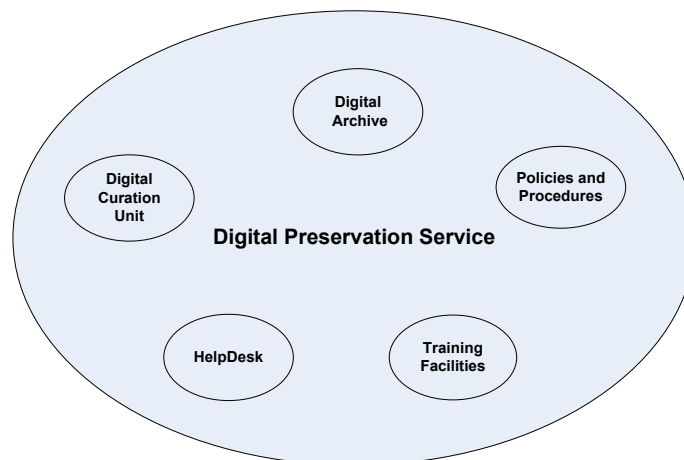 Digital
Archive
Digital
Curation
Unit
Policies and
Procedures
Digital Preservation Service
HelpDesk
Training
Facilities